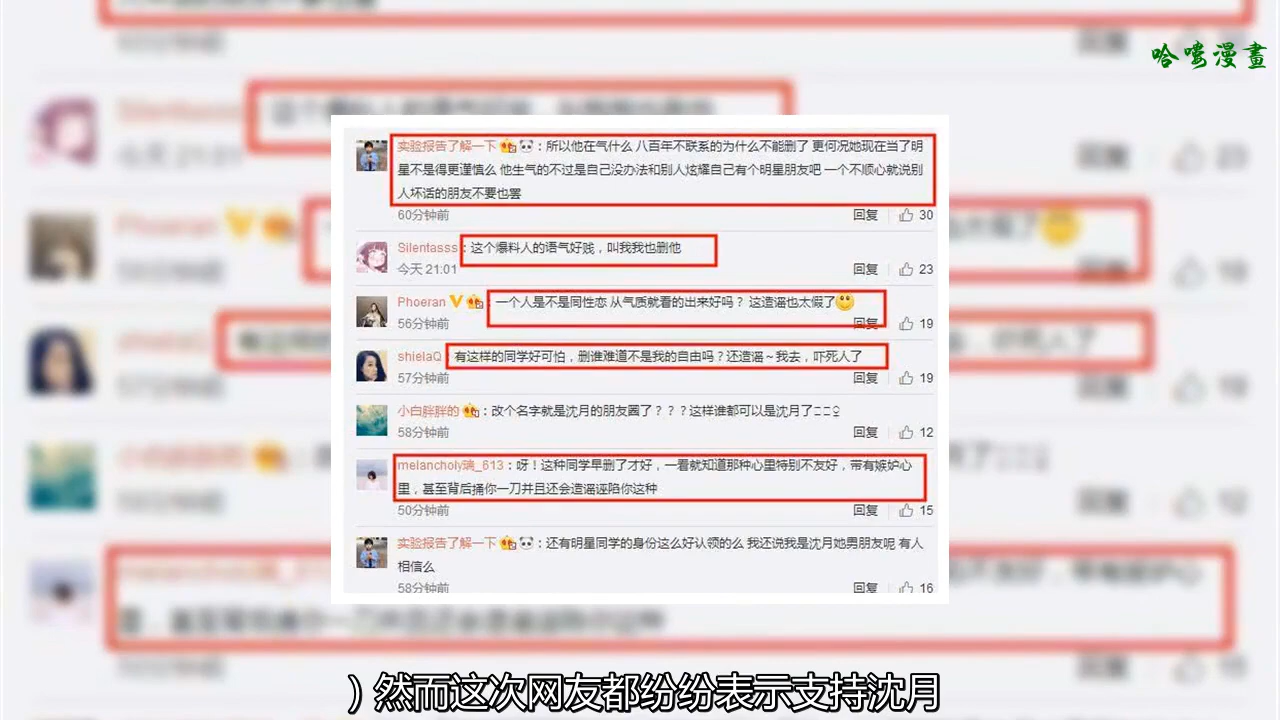 哈嘍漫畫
实验报告了解一下：所以他在气什么 八百年不联系的为什么不能删了 更何况她现在当了明
星不是得更谨慎么 他生气的不过是自己没办法和别人炫耀自己有个明星朋友吧 一个不顺心就说别
人坏话的朋友不要也罢
60分钟前 回复 30
Silentasss：这个爆料人的语气好贱，叫我我也删他
今天 21:01 回复 23
Phoeran：一个人是不是同性恋 从气质就看的出来好吗？ 这造谣也太假了
56分钟前 回复 19
shielaQ：有这样的同学好可怕，删谁难道不是我的自由吗？还造谣～我去，吓死人了
57分钟前 回复 19
小白胖胖的：改个名字就是沈月的朋友圈了？？？这样谁都可以是沈月了
58分钟前 回复 12
melancholy璃_613：呀！这种同学早删了才好，一看就知道那种心里特别不友好，带有嫉妒心
里，甚至背后捅你一刀并且还会造谣诬陷你这种
50分钟前 回复 15
实验报告了解一下：还有明星同学的身份这么好认领的么 我还说我是沈月她男朋友呢 有人
相信么
58分钟前 回复 16
）然而这次网友都纷纷表示支持沈月